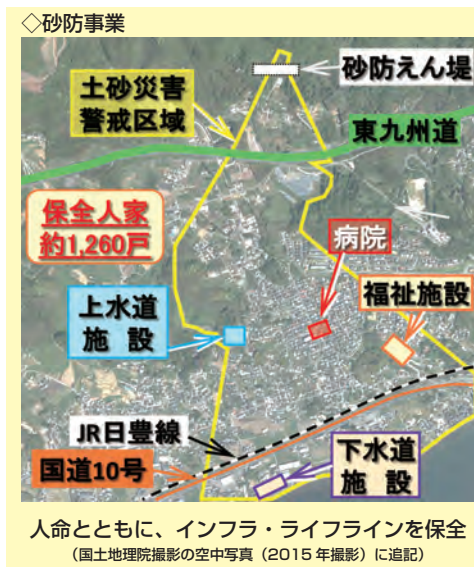 ◇砂防事業
砂防えん堤
土砂災害
警戒区域
東九州道
保全人家
約1,260戸
病院
福祉施設
上水道
施設
JR日豊線
国道10号
下水道
施設
人命とともに、インフラ・ライフラインを保全
（国土地理院撮影の空中写真（2015年撮影）に追記）